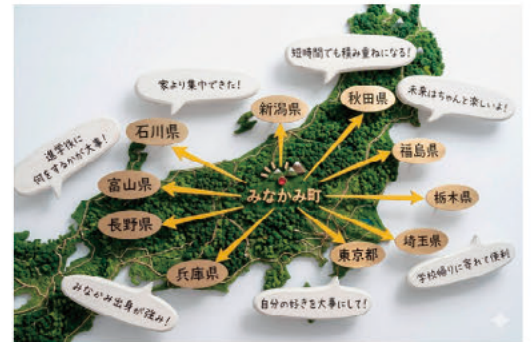 短時間でも積み重ねになる!
家より集中できた!
未来はちゃんと楽しいよ!
新潟県
秋田県
石川県
進学後に
何をするかが大事!
福島県
富山県
みなかみ町
栃木県
長野県
埼玉県
東京都
兵庫県
学校帰りに寄れて便利
みなかみ出身が強み!
自分の好きを大事にして!